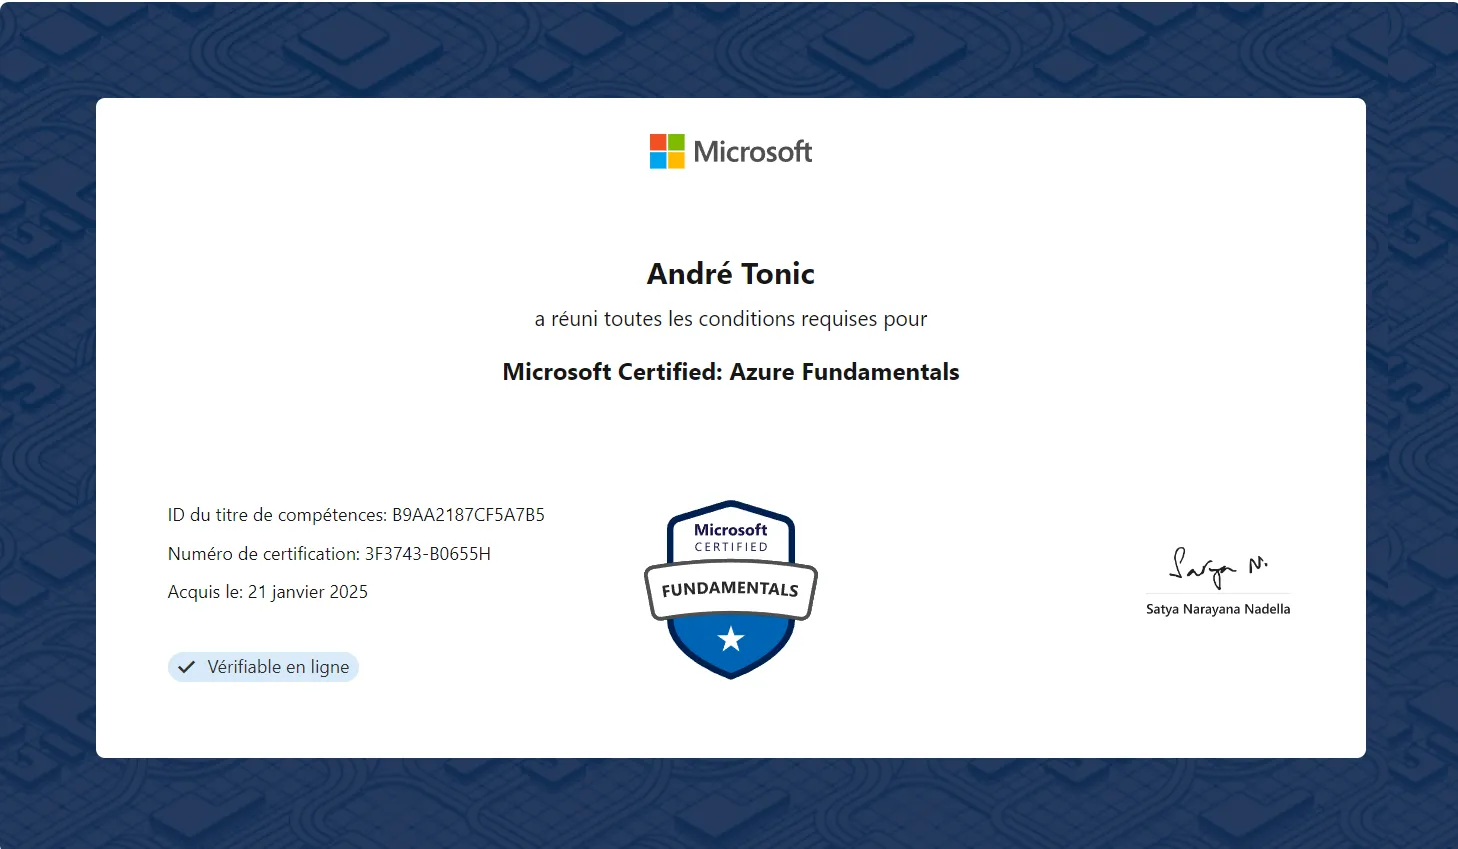 Microsoft
André Tonic
a réuni toutes les conditions requises pour
Microsoft Certified: Azure Fundamentals
ID du titre de compétences: B9AA2187CF5A7B5
Numéro de certification: 3F3743-B0655H
Acquis le: 21 janvier 2025
Vérifiable en ligne
Microsoft
CERTIFIED
FUNDAMENTALS
Satya N.
Satya Narayana Nadella